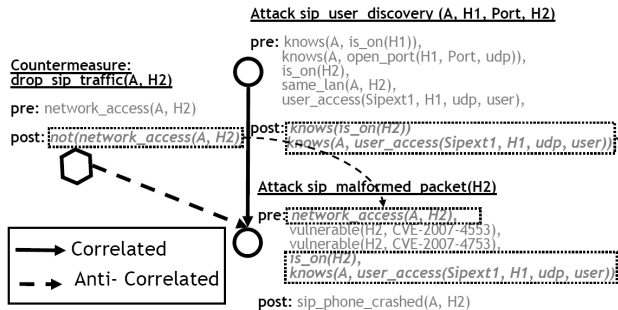 Attack sip_user_discovery (A, H1, Port, H2)
pre: knows(A, is_on(H1)),
knows(A, open_port(H1, Port, udp)),
is_on(H2),
same_lan(A, H2),
user_access(Sipext1, H1, udp, user),
post: knows(is_on(H2))
knows(A, user_access(Sipext1, H1, udp, user))
Countermeasure:
drop_sip_traffic(A, H2)
pre: network_access(A, H2)
post: not(network_access(A, H2)
Attack sip_malformed_packet(H2)
pre: network_access(A, H2),
vulnerable(H2, CVE-2007-4553)
vulnerable(H2, CVE-2007-4753)
is_on(H2),
knows(A, user_access(Sipext1, H1, udp, user))
post: sip_phone_crashed(A, H2)
Correlated
Anti- Correlated